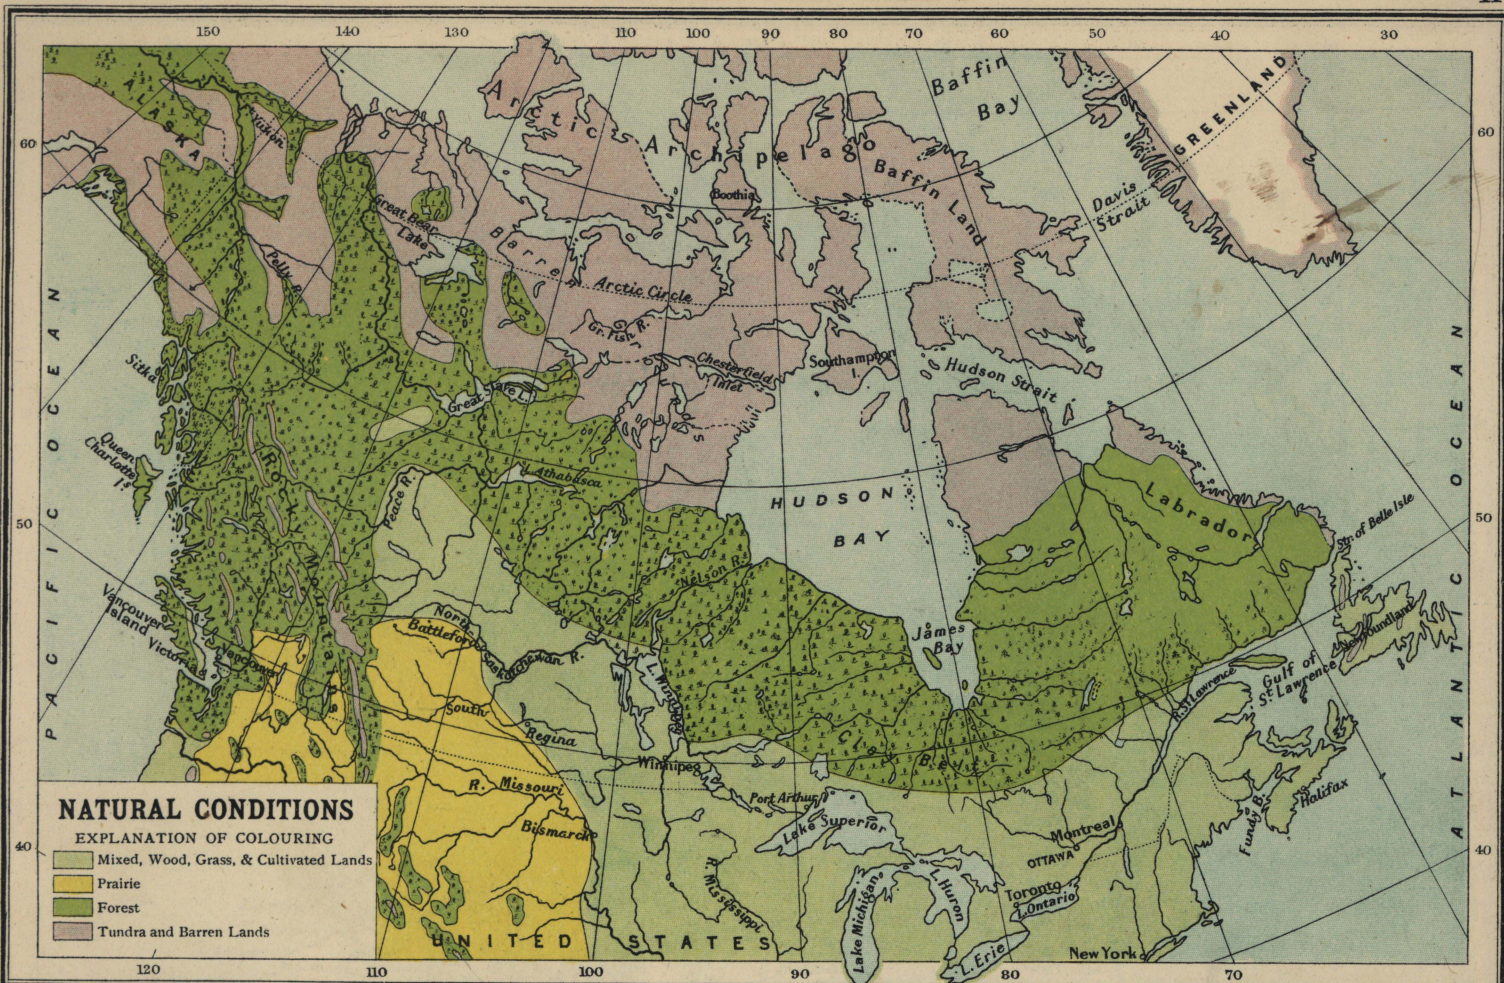 150 140 130 110 100 90 80 70 60 50 40 30
60
60
50
50
40
40
120 110 100 90 80 70
ALASKA
Yukon
Pelly R.
Arctic Archipelago
Boothia
Baffin Bay
Baffin Land
Davis Strait
GREENLAND
Great Bear Lake
Barren Grounds
Arctic Circle
Gt. Fish R.
Chesterfield Inlet
Southampton I.
Hudson Strait
Great Slave L.
L. Athabasca
Sitka
Queen Charlotte Is.
Rocky Mountains
Peace R.
PACIFIC OCEAN
HUDSON BAY
Labrador
Str. of Belle Isle
Nelson R.
James Bay
Vancouver Island
Victoria
Vancouver
North
Battleford
Saskatchewan R.
South
L. Winnipeg
Regina
Winnipeg
Clay Belt
R. St Lawrence
Gulf of St. Lawrence
Newfoundland
ATLANTIC OCEAN
R. Missouri
Bismarck
Port Arthur
Lake Superior
Montreal
OTTAWA
Fundy B.
Halifax
R. Mississippi
Lake Michigan
L. Huron
Toronto
L. Ontario
L. Erie
New York
UNITED STATES
NATURAL CONDITIONS
EXPLANATION OF COLOURING
Mixed, Wood, Grass, & Cultivated Lands
Prairie
Forest
Tundra and Barren Lands